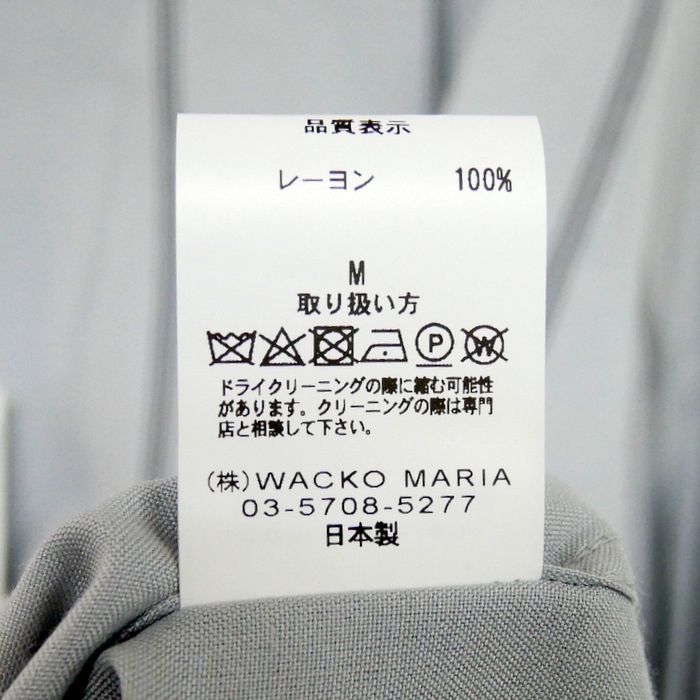 品質表示
レーヨン 100%
M
取り扱い方
P W
ドライクリーニングの際に縮む可能性
があります。クリーニングの際は専門
店と相談して下さい。
(株)WACKO MARIA
03-5708-5277
日本製